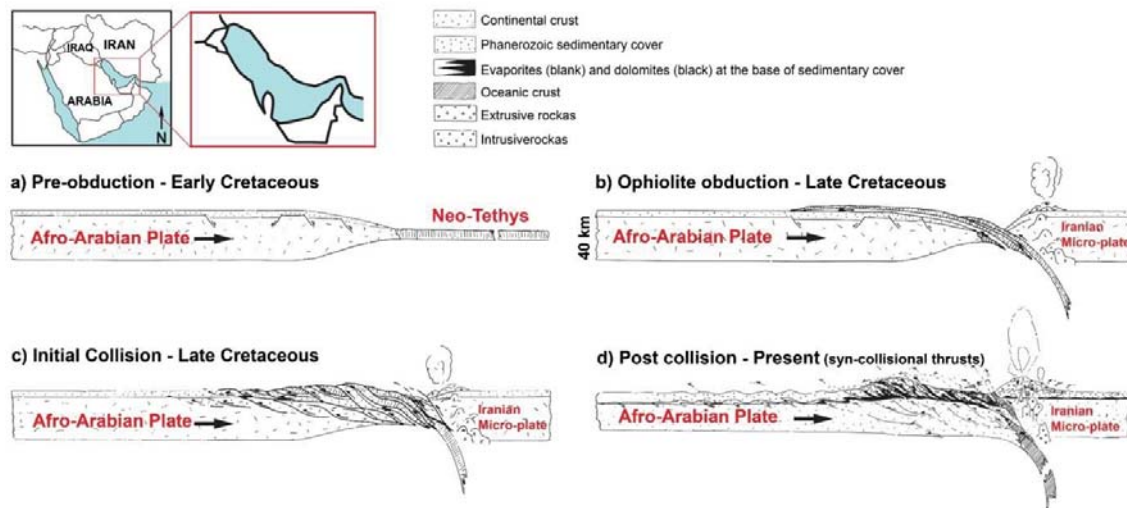 IRAQ
IRAN
ARABIA
N
Continental crust
Phanerozoic sedimentary cover
Evaporites (blank) and dolomites (black) at the base of sedimentary cover
Oceanic crust
Extrusive rockas
Intrusiverockas
a) Pre-obduction - Early Cretaceous
Neo-Tethys
Afro-Arabian Plate
b) Ophiolite obduction - Late Cretaceous
40 km
Afro-Arabian Plate
Iranian
Micro-plate
c) Initial Collision - Late Cretaceous
Afro-Arabian Plate
Iranian
Micro-plate
d) Post collision - Present (syn-collisional thrusts)
Afro-Arabian Plate
Iranian
Micro-plate